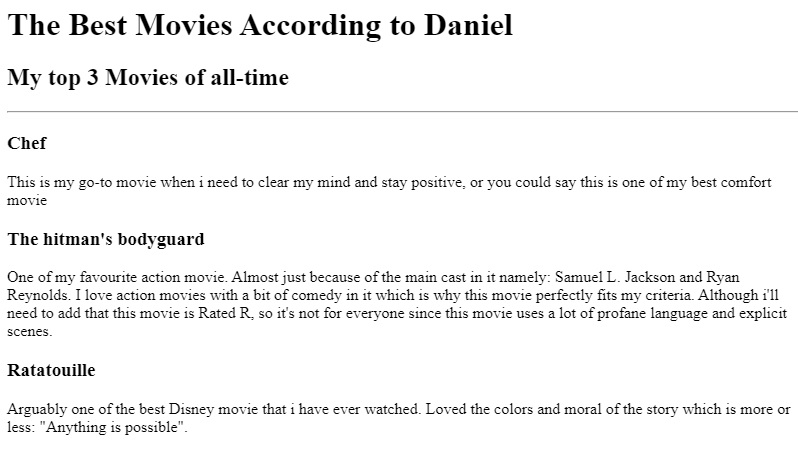 The Best Movies According to Daniel
My top 3 Movies of all-time
Chef
This is my go-to movie when i need to clear my mind and stay positive, or you could say this is one of my best comfort
movie
The hitman's bodyguard
One of my favourite action movie. Almost just because of the main cast in it namely: Samuel L. Jackson and Ryan
Reynolds. I love action movies with a bit of comedy in it which is why this movie perfectly fits my criteria. Although i'll
need to add that this movie is Rated R, so it's not for everyone since this movie uses a lot of profane language and explicit
scenes.
Ratatouille
Arguably one of the best Disney movie that i have ever watched. Loved the colors and moral of the story which is more or
less: "Anything is possible".